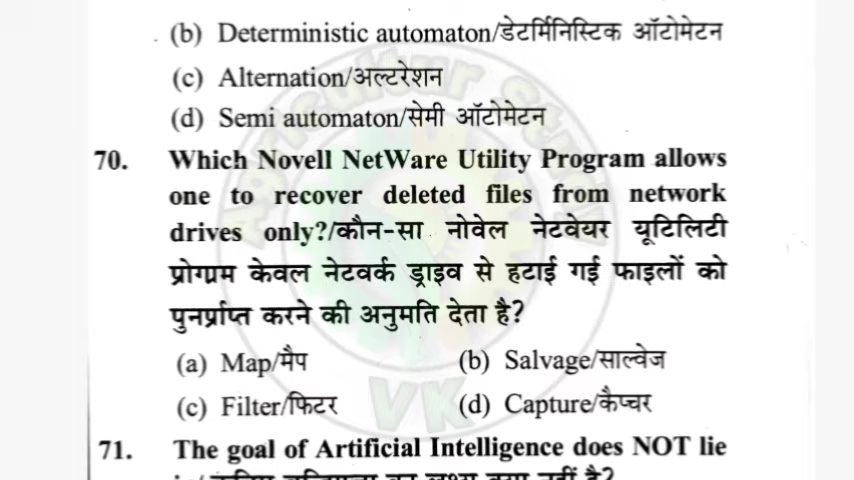 (b) Deterministic automaton/डेटर्मिनिस्टिक ऑटोमेटन
(c) Alternation/अल्टरेशन
(d) Semi automaton/सेमी ऑटोमेटन
70. Which Novell NetWare Utility Program allows
one to recover deleted files from network
drives only?/कौन-सा नोवेल नेटवेयर यूटिलिटी
प्रोग्राम केवल नेटवर्क ड्राइव से हटाई गई फाइलों को
पुनर्प्राप्त करने की अनुमति देता है?
(a) Map/मैप (b) Salvage/साल्वेज
(c) Filter/फिटर (d) Capture/कैप्चर
71. The goal of Artificial Intelligence does NOT lie
VK